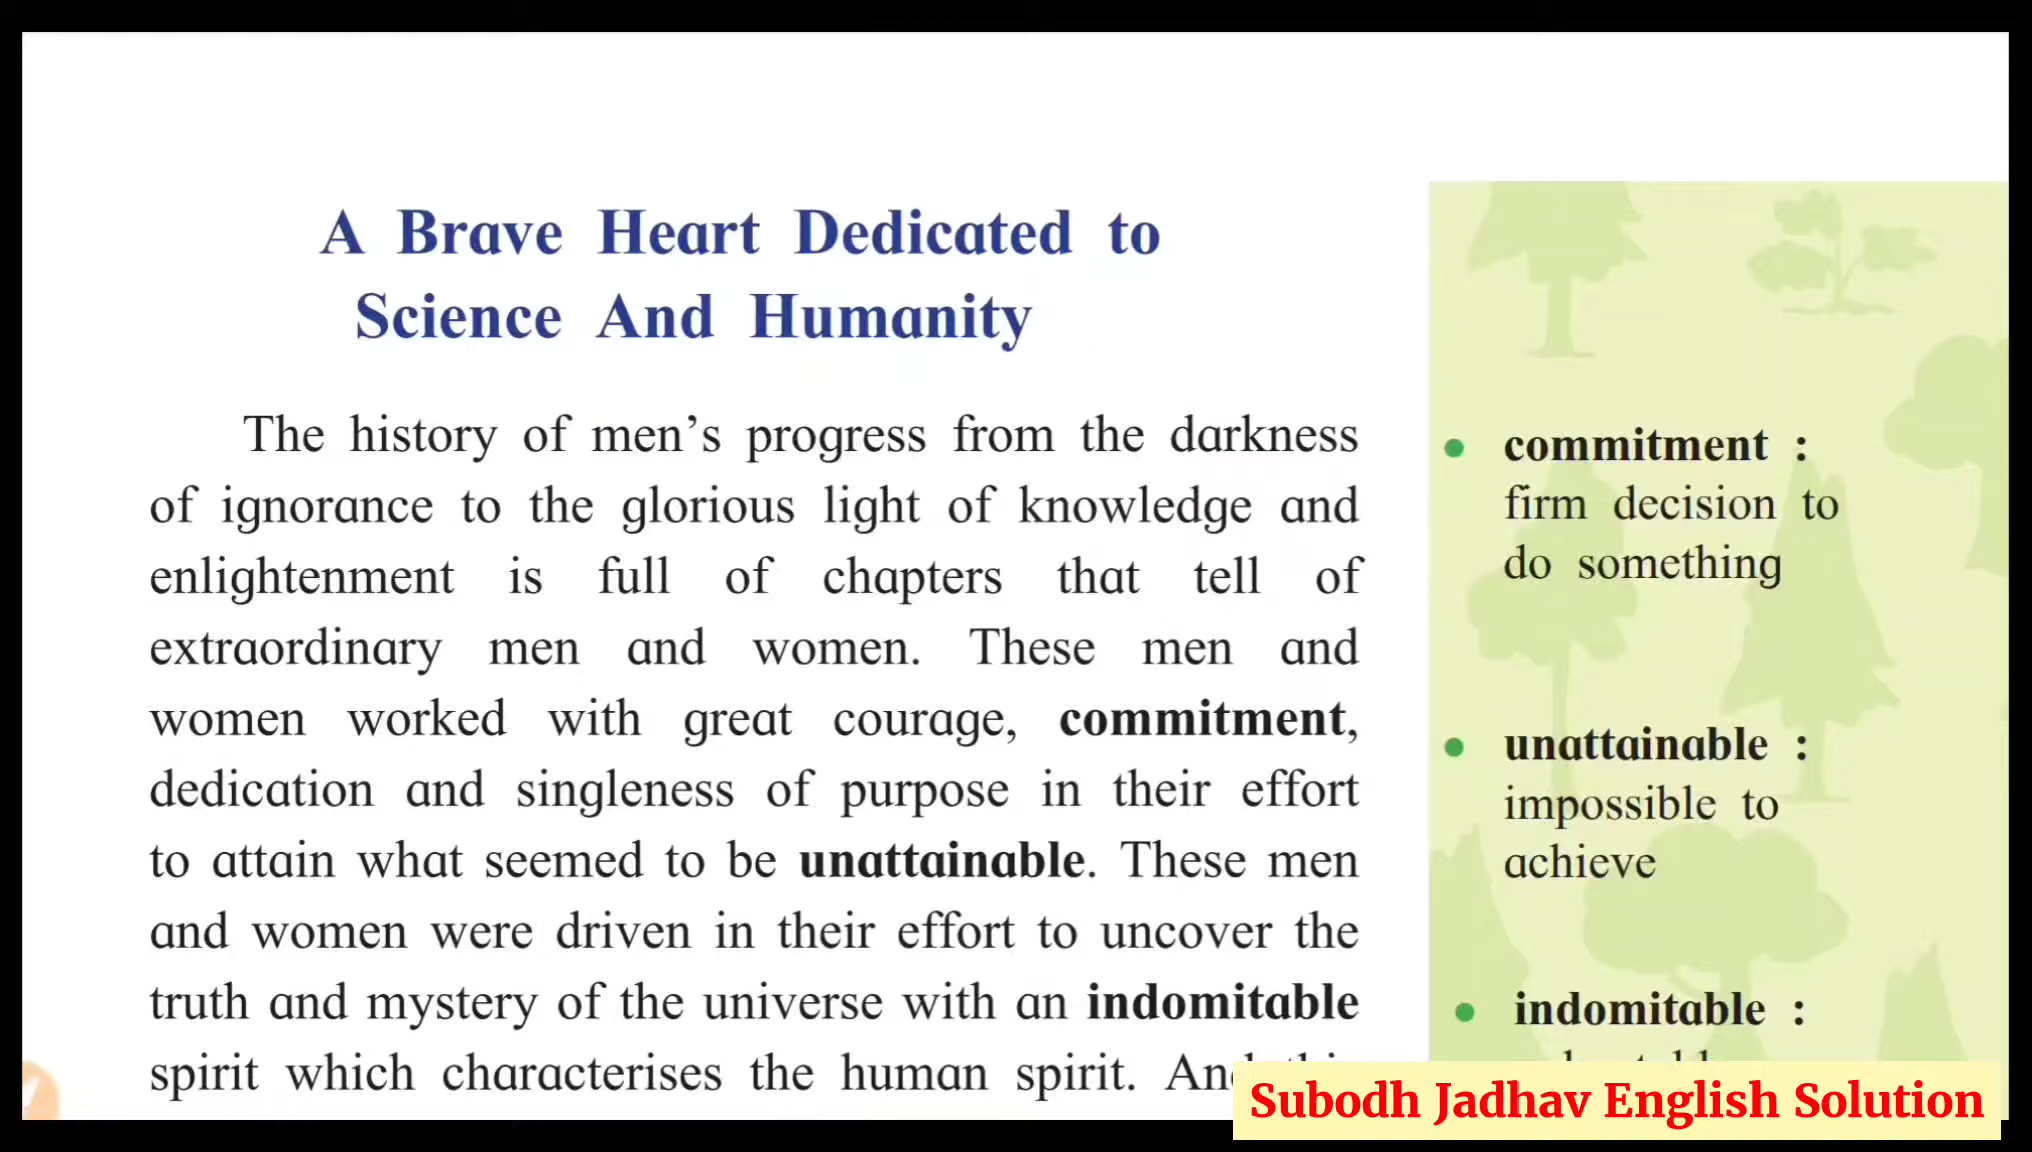 A Brave Heart Dedicated to
Science And Humanity
The history of men's progress from the darkness
of ignorance to the glorious light of knowledge and
enlightenment is full of chapters that tell of
extraordinary men and women. These men and
women worked with great courage, commitment,
dedication and singleness of purpose in their effort
to attain what seemed to be unattainable. These men
and women were driven in their effort to uncover the
truth and mystery of the universe with an indomitable
spirit which characterises the human spirit.
• commitment :
firm decision to
do something
• unattainable :
impossible to
achieve
• indomitable :
Subodh Jadhav English Solution